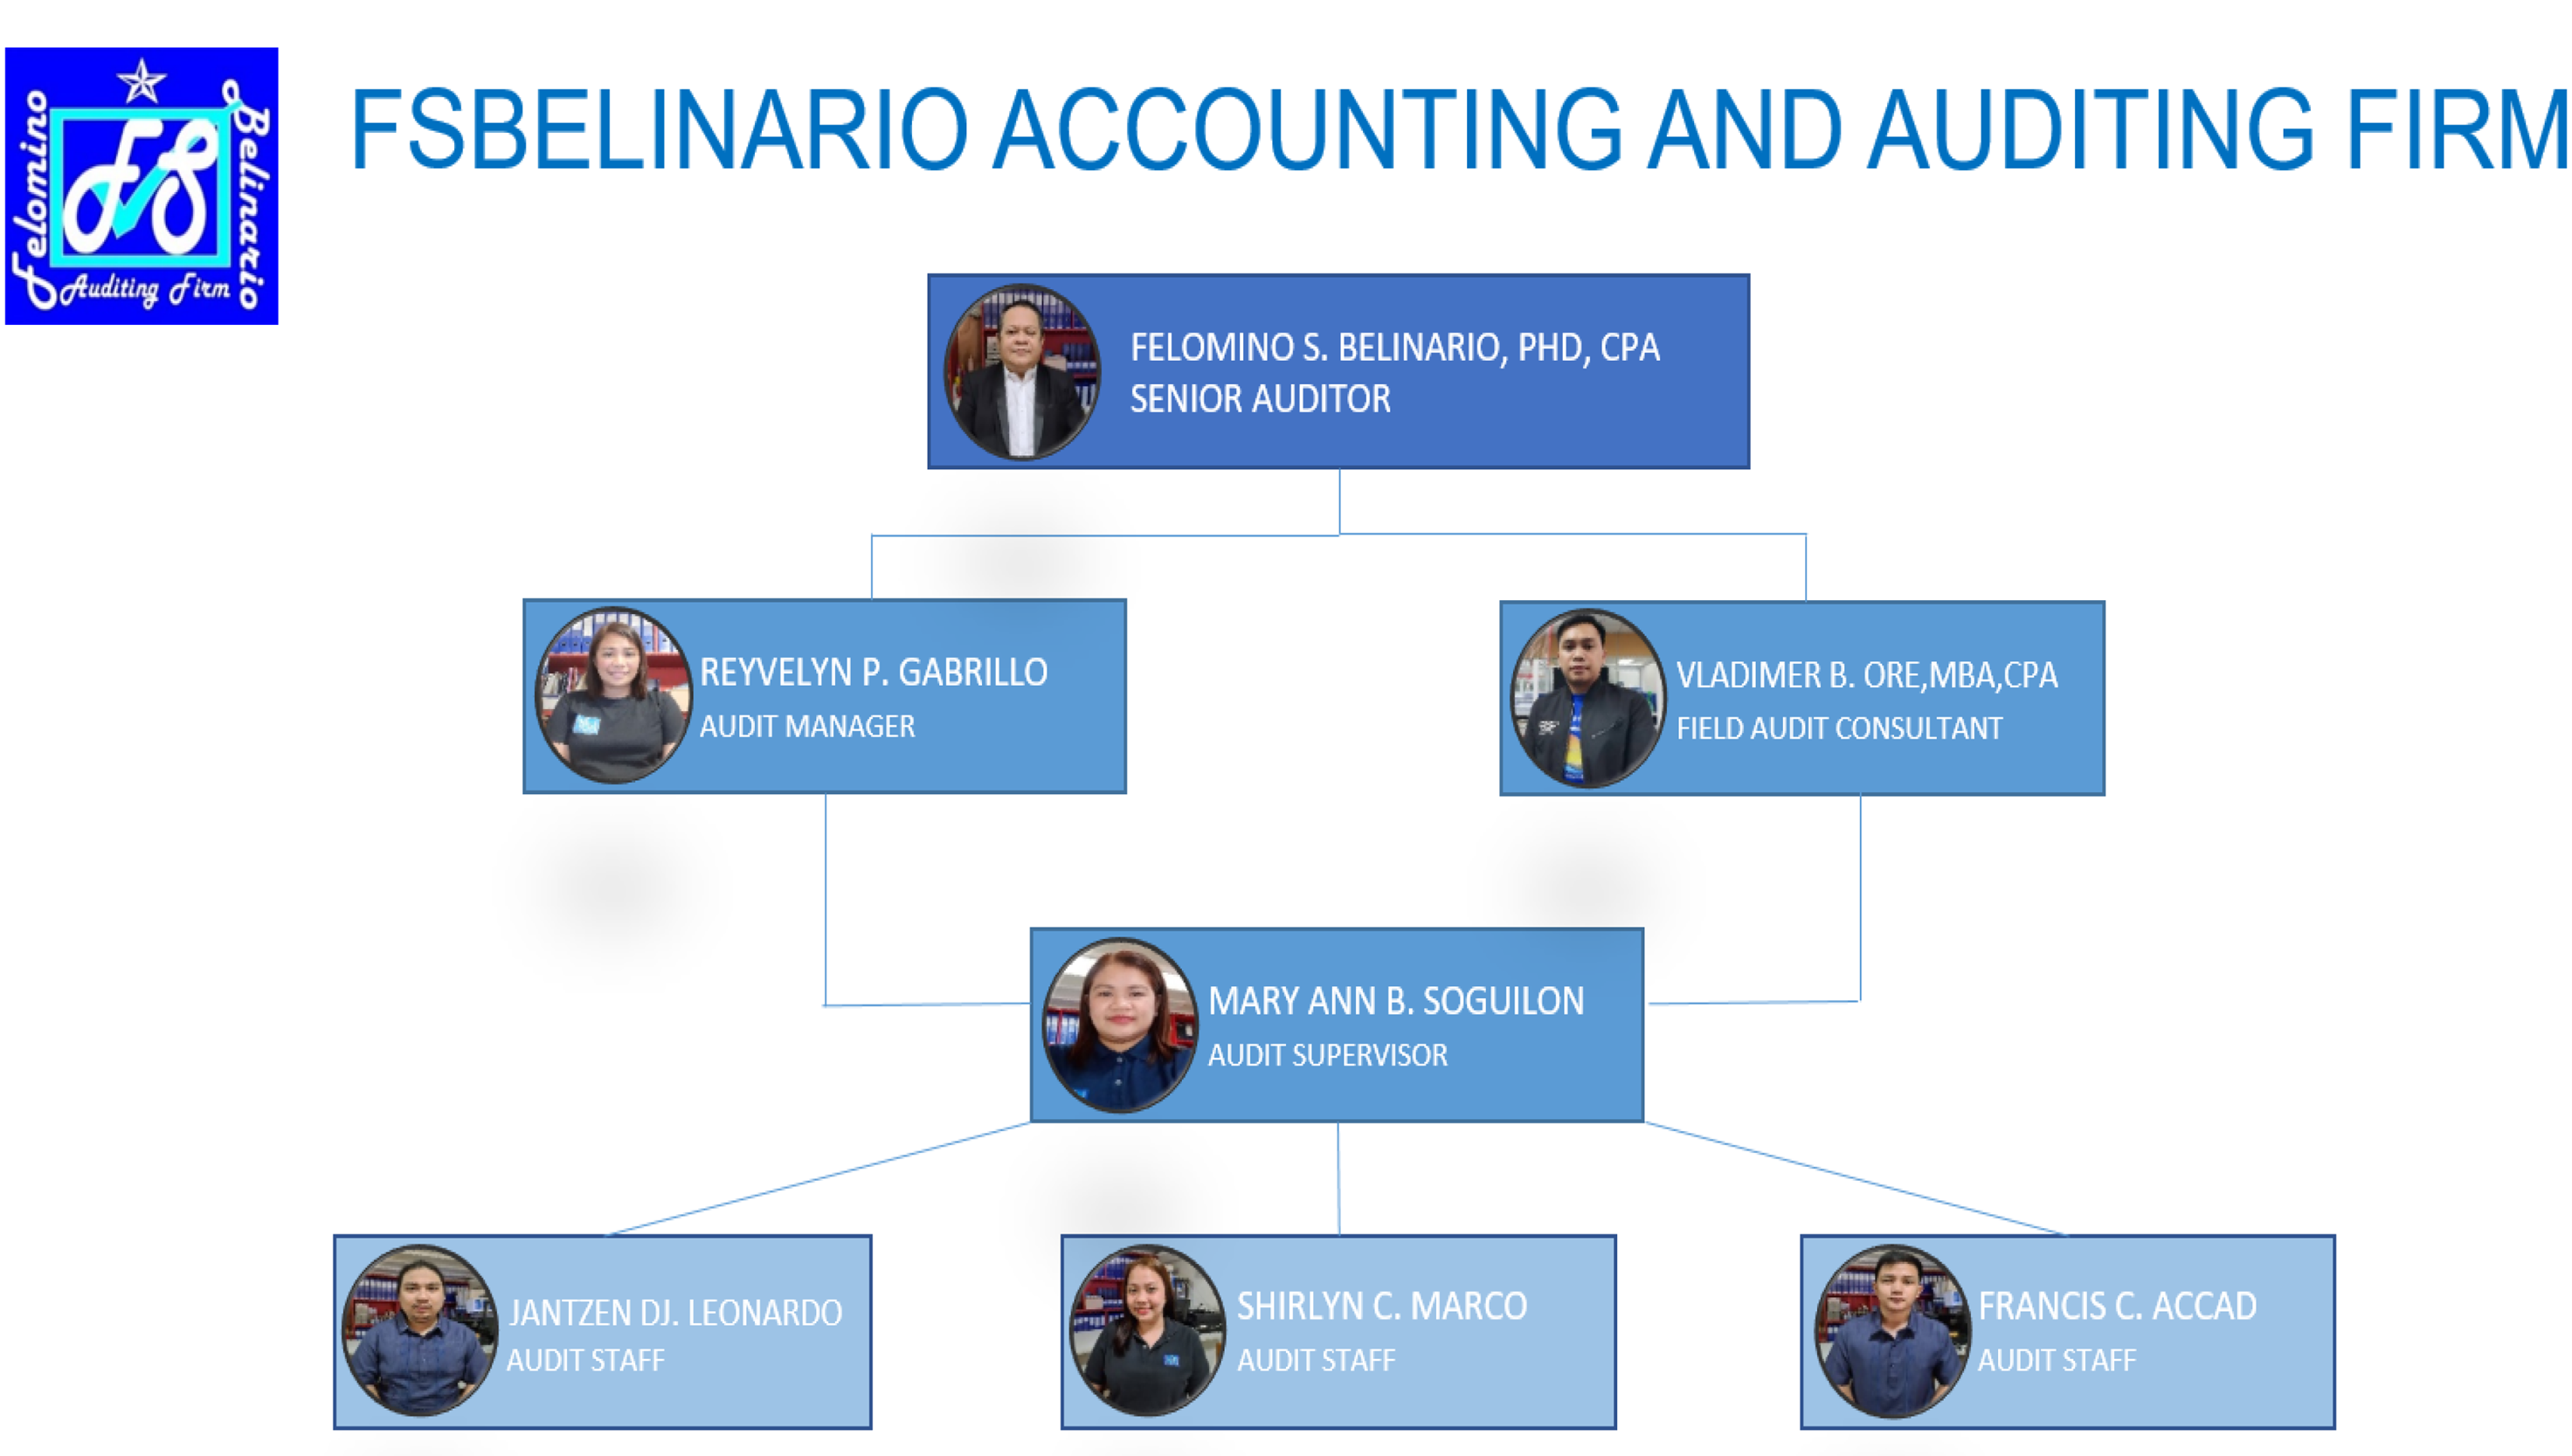 Felomino
Belinario
FS
Auditing Firm
FSBELINARIO ACCOUNTING AND AUDITING FIRM
FELOMINO S. BELINARIO, PHD, CPA
SENIOR AUDITOR
REYVELYN P. GABRILLO
AUDIT MANAGER
VLADIMER B. ORE,MBA,CPA
FIELD AUDIT CONSULTANT
MARY ANN B. SOGUILON
AUDIT SUPERVISOR
JANTZEN DJ. LEONARDO
AUDIT STAFF
SHIRLYN C. MARCO
AUDIT STAFF
FRANCIS C. ACCAD
AUDIT STAFF